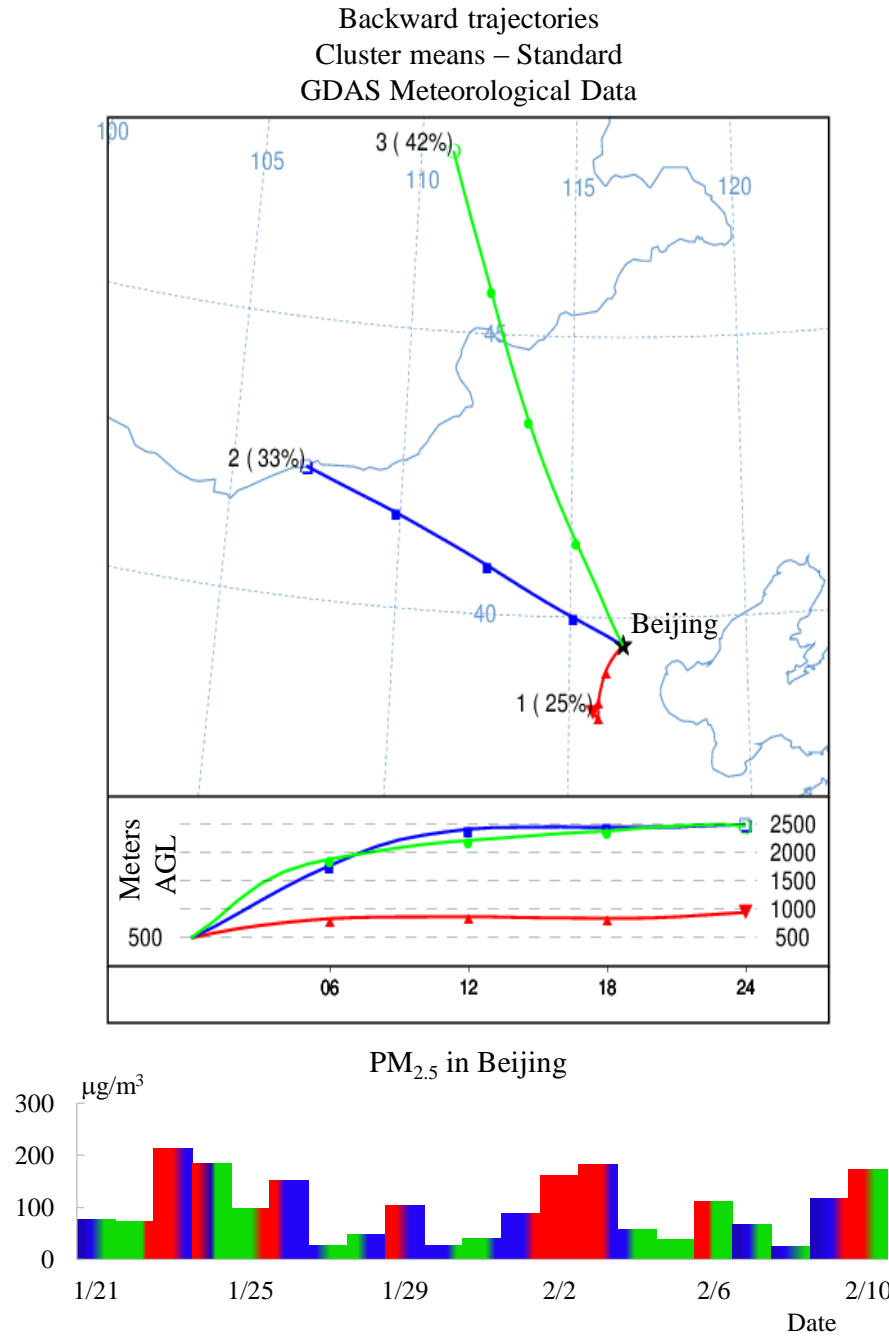 Backward trajectories
Cluster means – Standard
GDAS Meteorological Data
100
105
110
115
120
3 ( 42%)
45
2 ( 33%)
40
Beijing
1 ( 25%)
Meters
AGL
2500
2000
1500
1000
500
500
06 12 18 24
PM2.5 in Beijing
μg/m³
300
200
100
0
1/21 1/25 1/29 2/2 2/6 2/10
Date